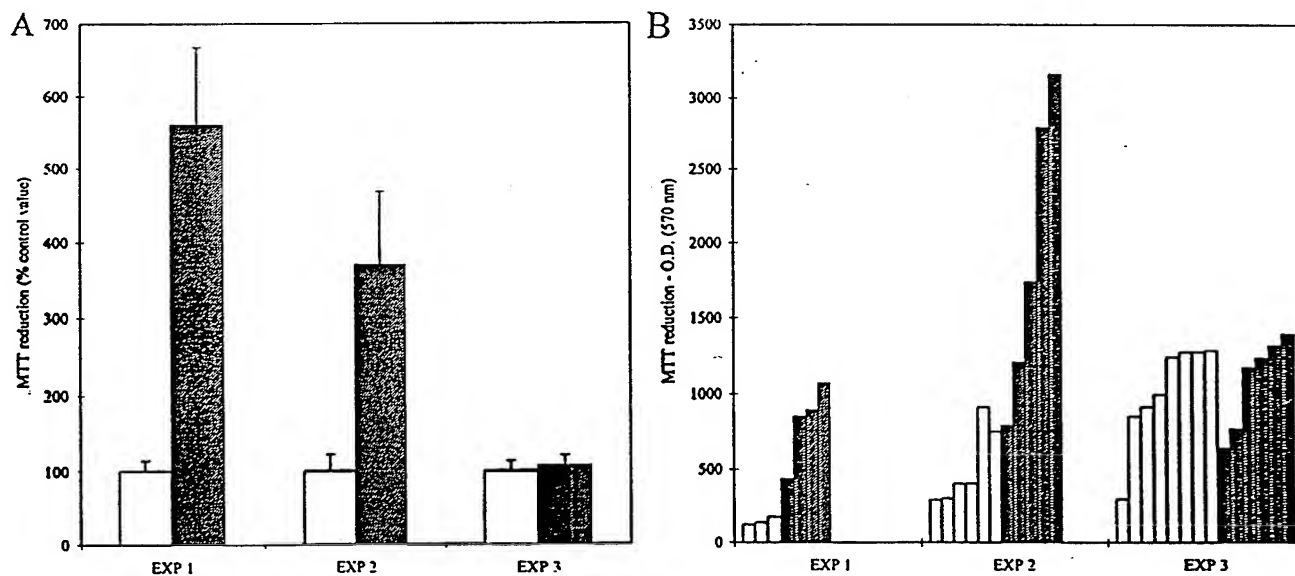 A
MTT reduction (% control value)
700
600
500
400
300
200
100
0
EXP 1
EXP 2
EXP 3
B
MTT reduction - O.D. (570 nm)
3500
3000
2500
2000
1500
1000
500
0
EXP 1
EXP 2
EXP 3